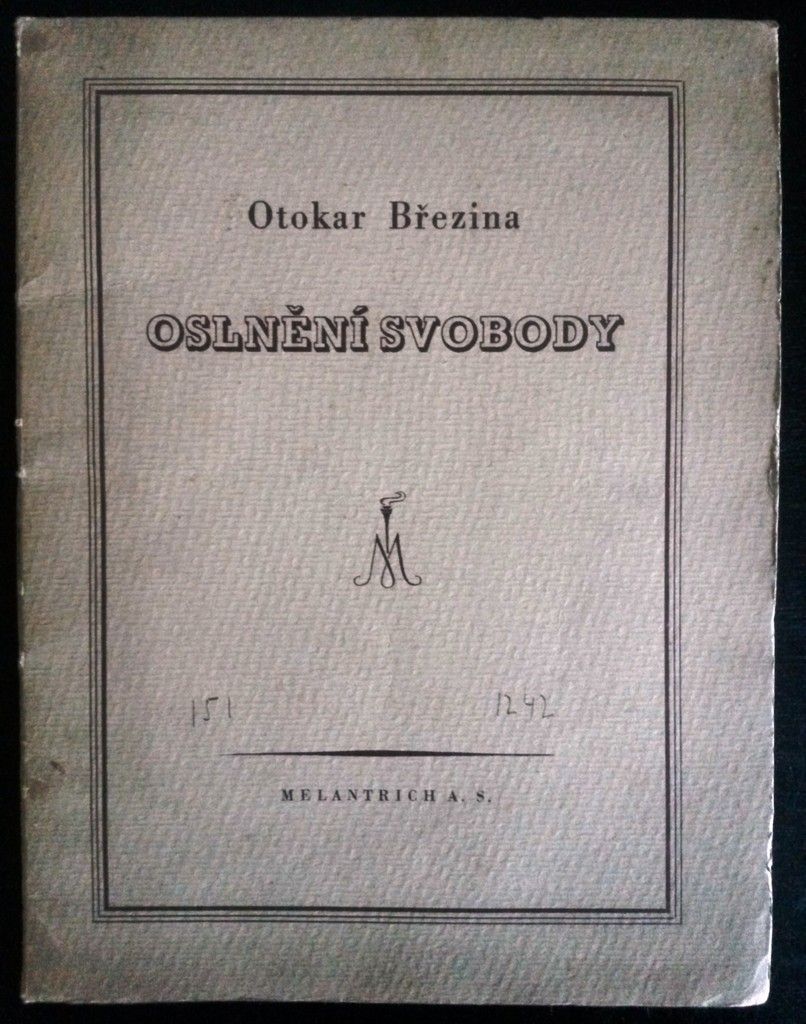 Otokar Březina
OSLNĚNÍ SVOBODY
M
151 1242
MELANTRICH A. S.